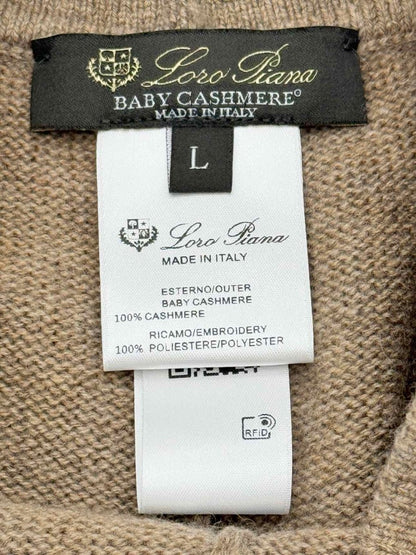 Loro Piana
BABY CASHMERE
MADE IN ITALY
L
Loro Piana
MADE IN ITALY
ESTERNO/OUTER
BABY CASHMERE
100% CASHMERE
RICAMO/EMBROIDERY
100% POLIESTERE/POLYESTER
RFiD